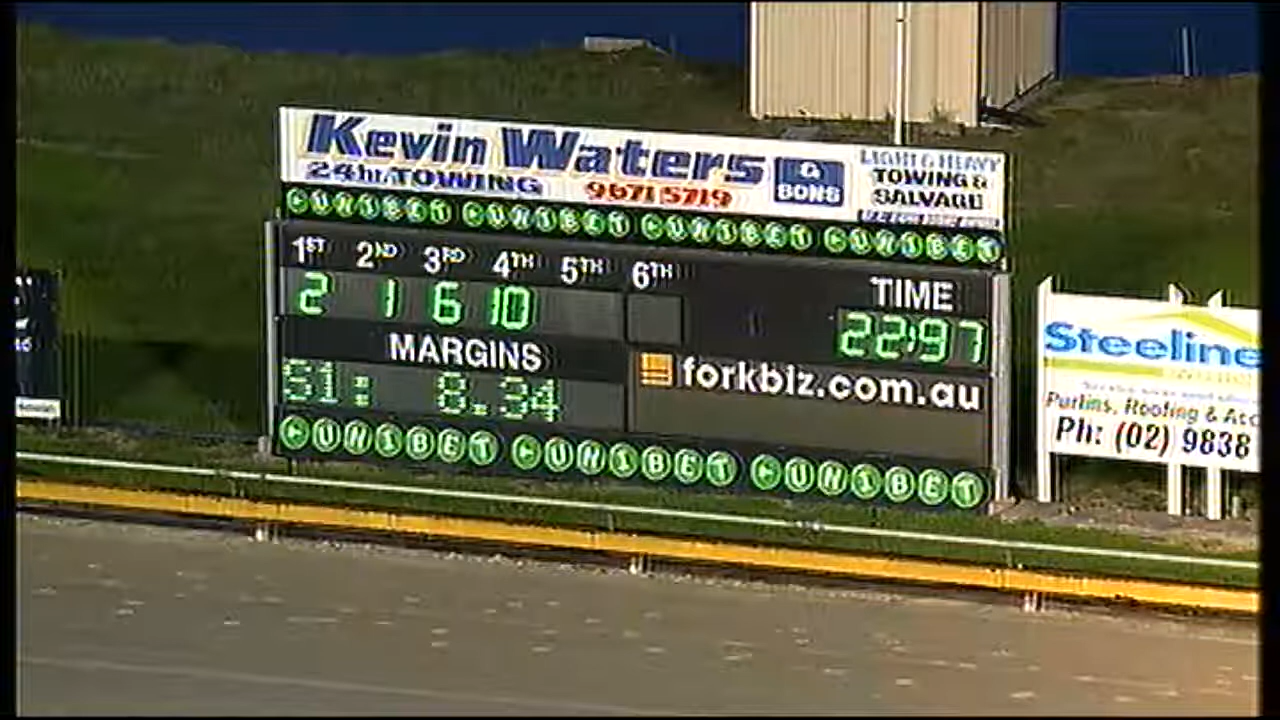 Kevin Waters
& SONS
24hr. TOWING 9671 5719
LIGHT & HEAVY
TOWING &
SALVAGE
UNIBET UNIBET UNIBET UNIBET
1ST 2ND 3RD 4TH 5TH 6TH
2 1 6 10
TIME
22:97
MARGINS
S1: 8.34
forkbiz.com.au
UNIBET UNIBET UNIBET
Steeline
Purlins, Roofing & Acc
Ph: (02) 9838